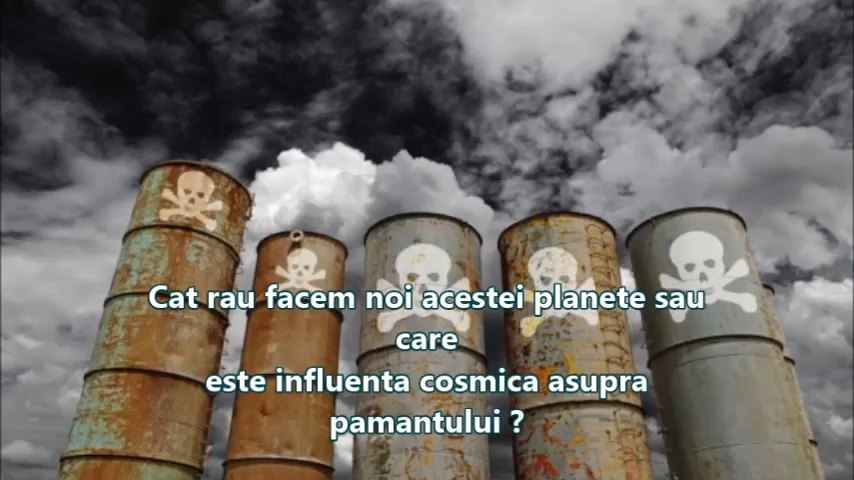 Cat rau facem noi acestei planete sau
care
este influenta cosmica asupra
pamantului ?